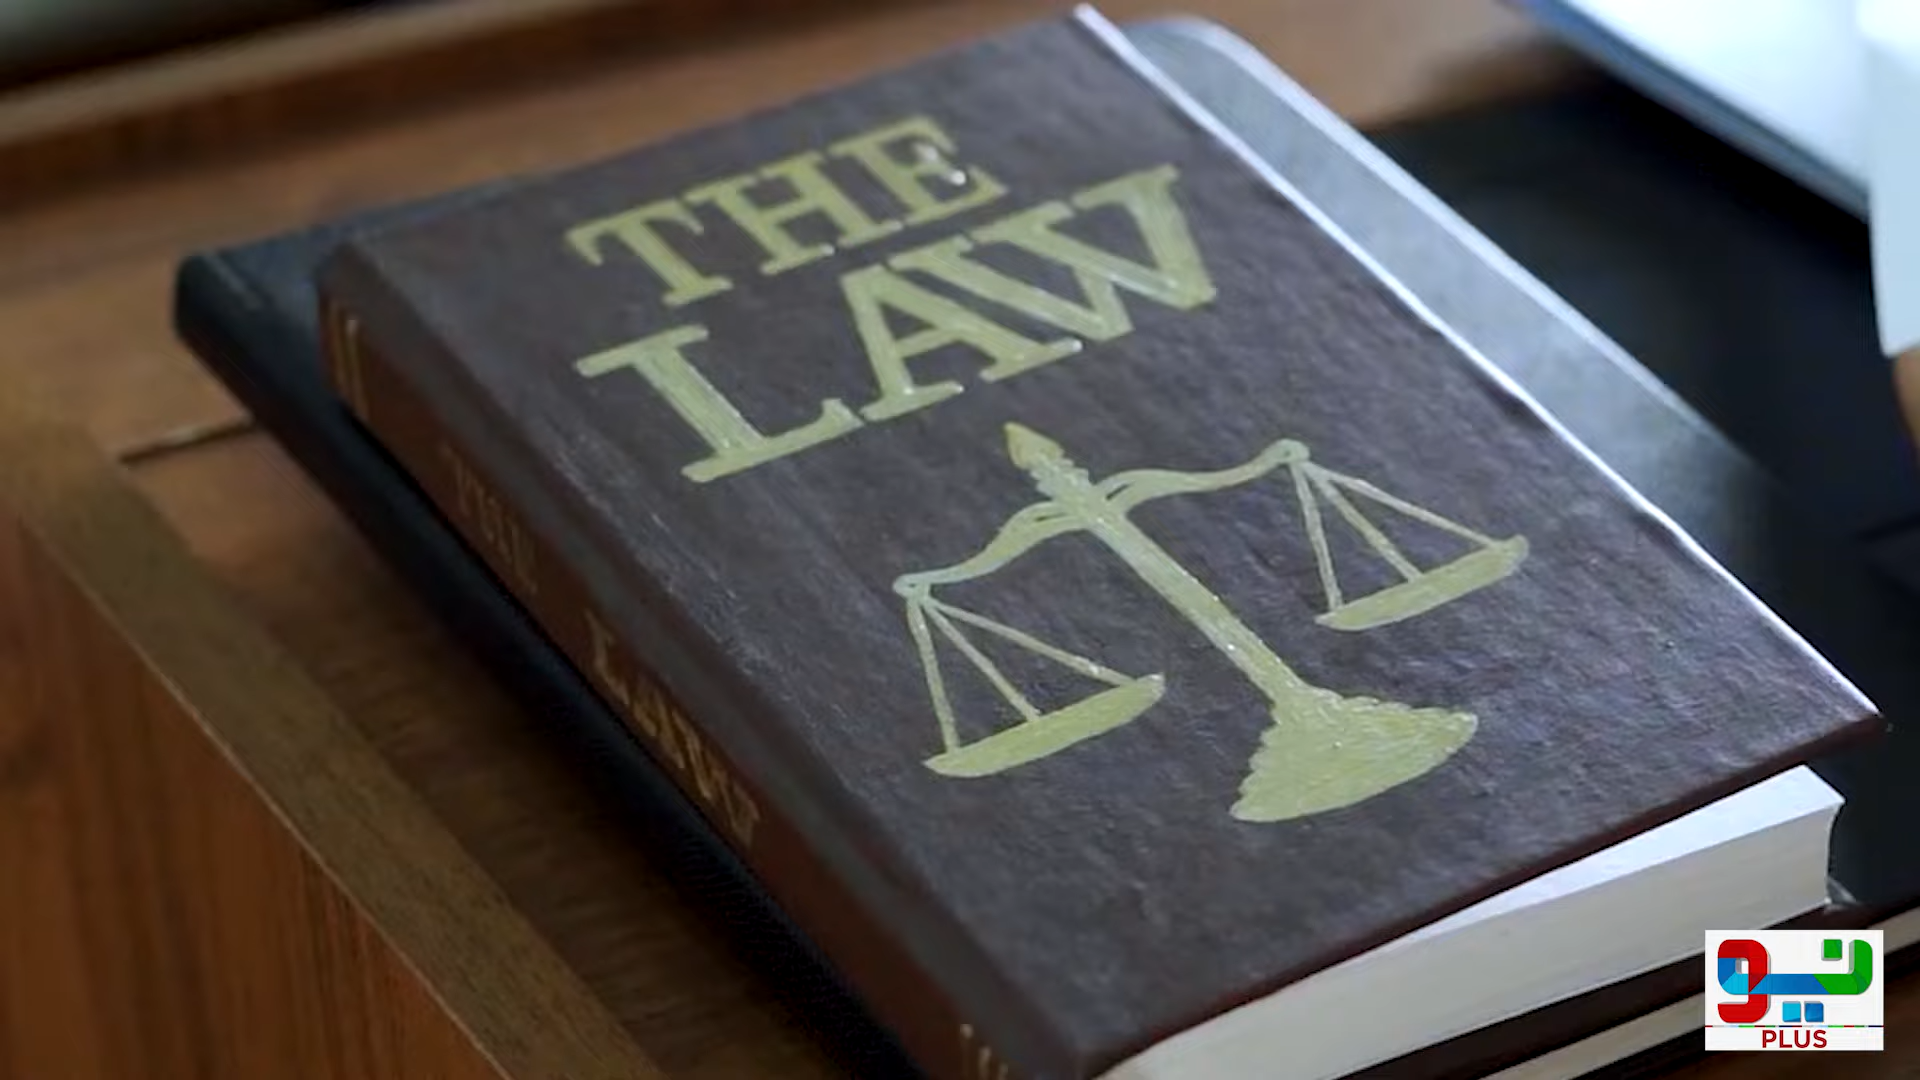 THE
LAW
THE
LAW
نیو
PLUS